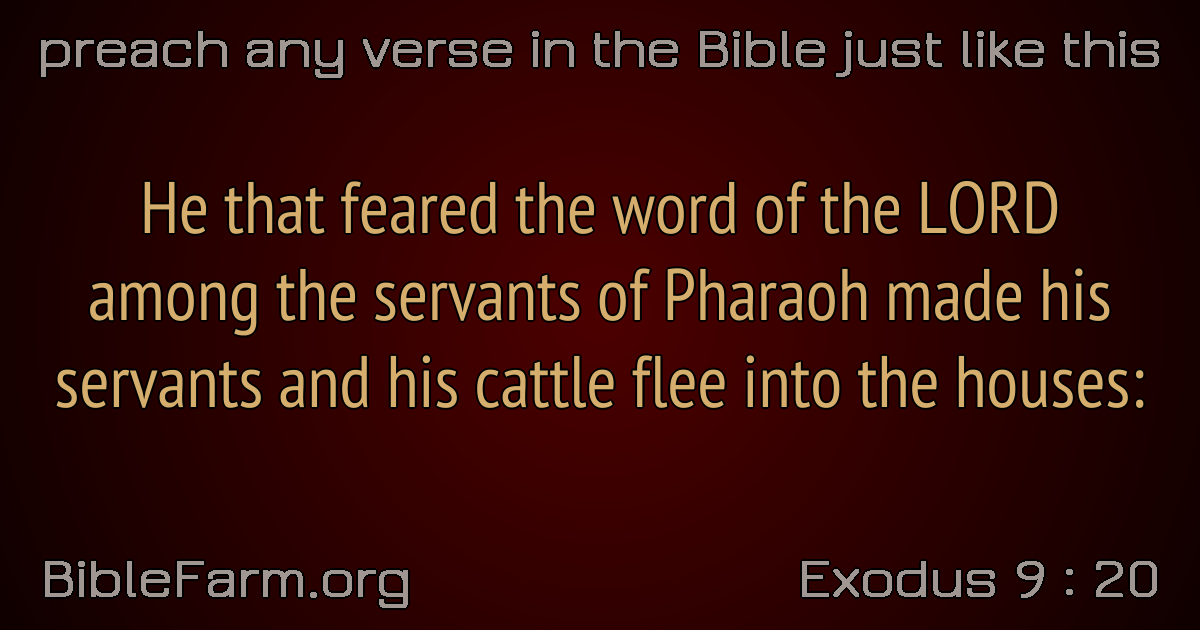 preach any verse in the Bible just like this
He that feared the word of the LORD
among the servants of Pharaoh made his
servants and his cattle flee into the houses:
BibleFarm.org
Exodus 9 : 20